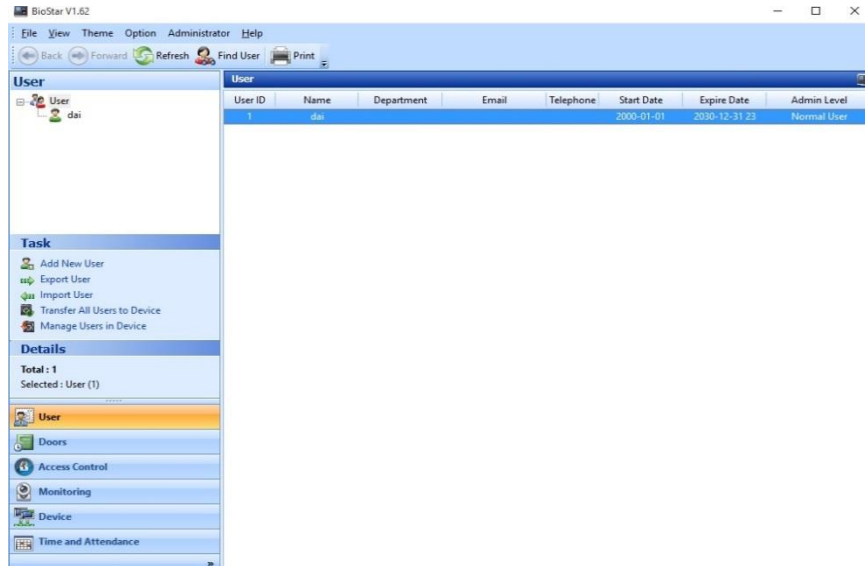 BioStar V1.62
File View Theme Option Administrator Help
Back Forward Refresh Find User Print
User
User
dai
Task
Add New User
Export User
Import User
Transfer All Users to Device
Manage Users in Device
Details
Total : 1
Selected : User (1)
User
Doors
Access Control
Monitoring
Device
Time and Attendance
User
User ID Name Department Email Telephone Start Date Expire Date Admin Level
1 dai 2000-01-01 2030-12-31 23 Normal User